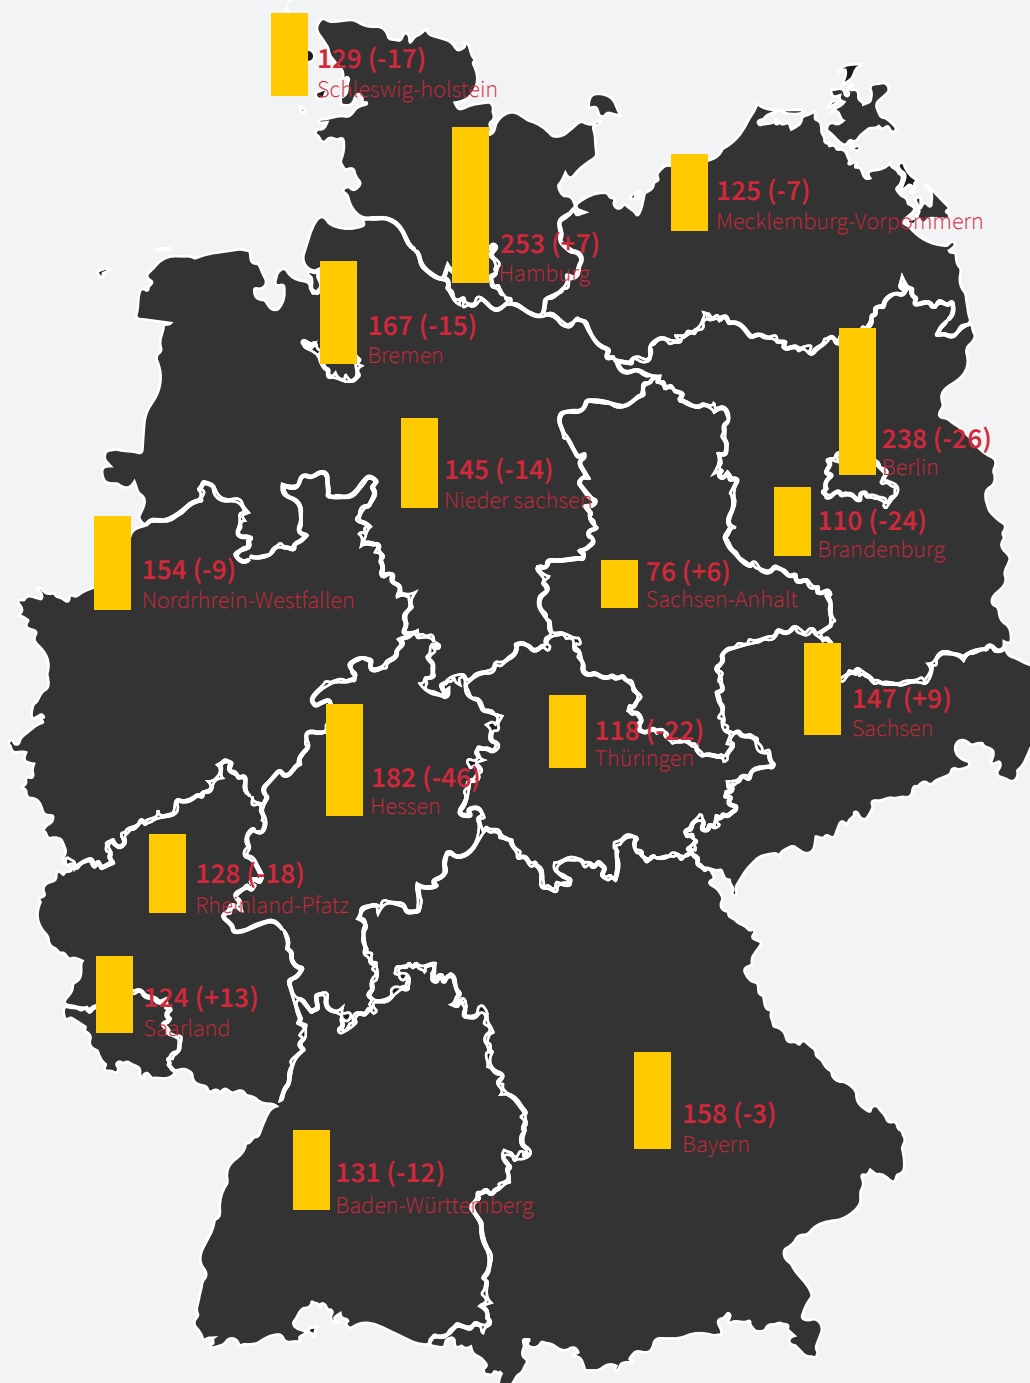 129 (-17)
Schleswig-holstein
125 (-7)
Mecklemburg-Vorpommern
253 (+7)
Hamburg
167 (-15)
Bremen
238 (-26)
Berlin
145 (-14)
Nieder sachsen
110 (-24)
Brandenburg
154 (-9)
Nordrhrein-Westfallen
76 (+6)
Sachsen-Anhalt
147 (+9)
Sachsen
118 (-22)
Thüringen
182 (-46)
Hessen
128 (-18)
Rheinland-Pfatz
124 (+13)
Saarland
158 (-3)
Bayern
131 (-12)
Baden-Württemberg